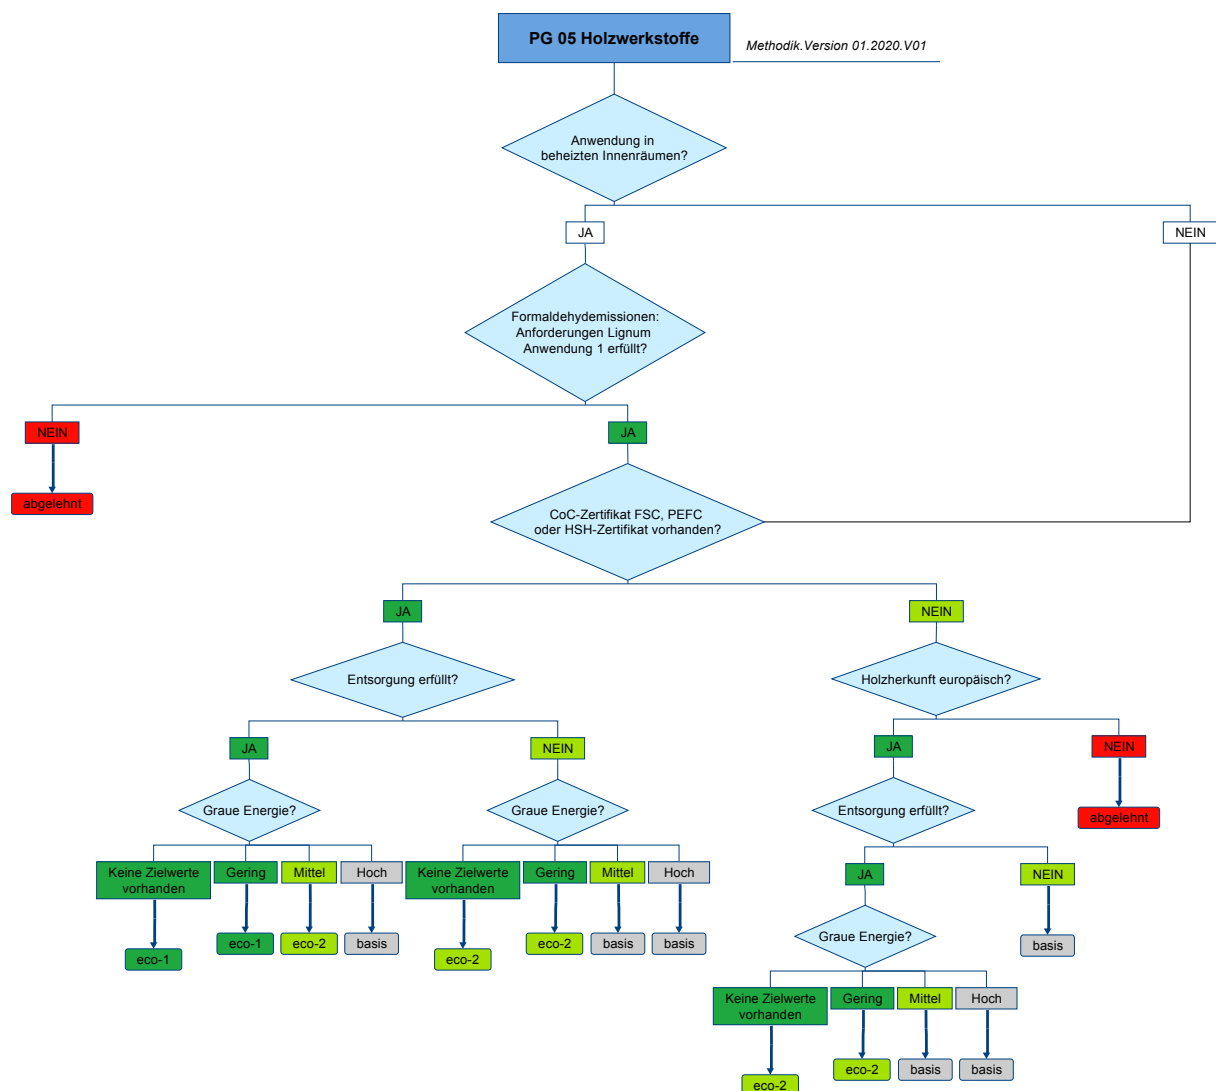 PG 05 Holzwerkstoffe
Methodik.Version 01.2020.V01
Anwendung in
beheizten Innenräumen?
JA
NEIN
Formaldehydemissionen:
Anforderungen Lignum
Anwendung 1 erfüllt?
NEIN
JA
abgelehnt
CoC-Zertifikat FSC, PEFC
oder HSH-Zertifikat vorhanden?
JA
NEIN
Entsorgung erfüllt?
Holzherkunft europäisch?
JA
NEIN
JA
NEIN
Graue Energie?
Graue Energie?
Entsorgung erfüllt?
abgelehnt
Keine Zielwerte
vorhanden
Gering
Mittel
Hoch
Keine Zielwerte
vorhanden
Gering
Mittel
Hoch
JA
NEIN
eco-1
eco-1
eco-2
basis
eco-2
eco-2
basis
basis
Graue Energie?
basis
Keine Zielwerte
vorhanden
Gering
Mittel
Hoch
eco-2
eco-2
basis
basis